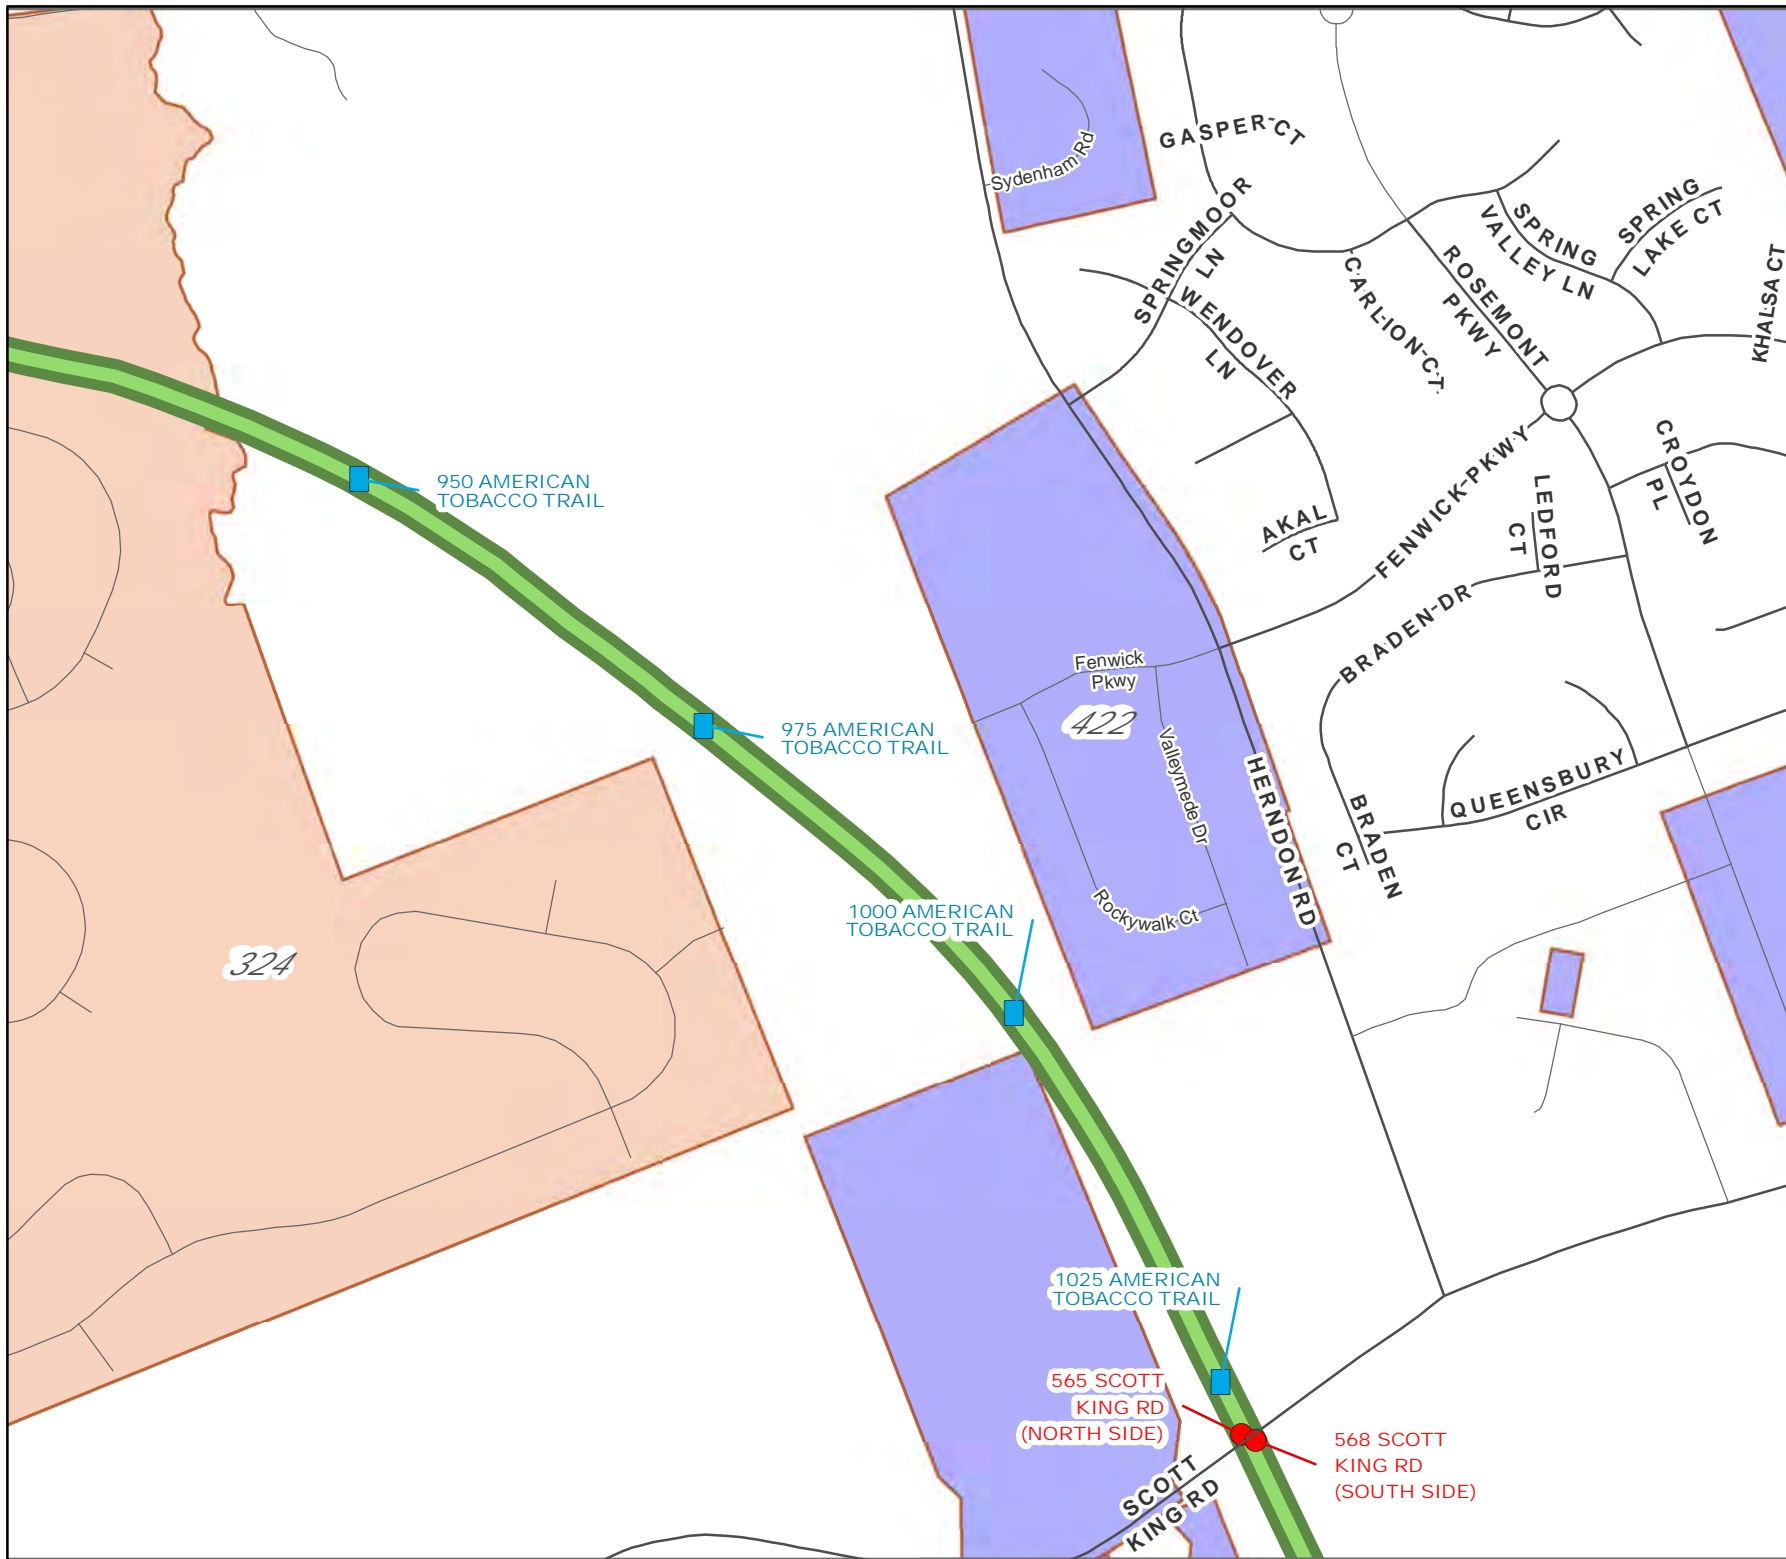 GASPER CT
Sydenham Rd
SPRINGMOOR
LN
WENDOVER
LN
CARLION CT
ROSEMONT
PKWY
SPRING
VALLEY LN
SPRING
LAKE CT
KHALSA CT
CROYDON
PL
LEDFORD
CT
FENWICK PKWY
AKAL
CT
BRADEN DR
950 AMERICAN
TOBACCO TRAIL
975 AMERICAN
TOBACCO TRAIL
Fenwick
Pkwy
422
Valleymede Dr
HERNDON RD
BRADEN
CT
QUEENSBURY
CIR
Rockywalk Ct
1000 AMERICAN
TOBACCO TRAIL
324
1025 AMERICAN
TOBACCO TRAIL
565 SCOTT
KING RD
(NORTH SIDE)
568 SCOTT
KING RD
(SOUTH SIDE)
SCOTT
KING RD